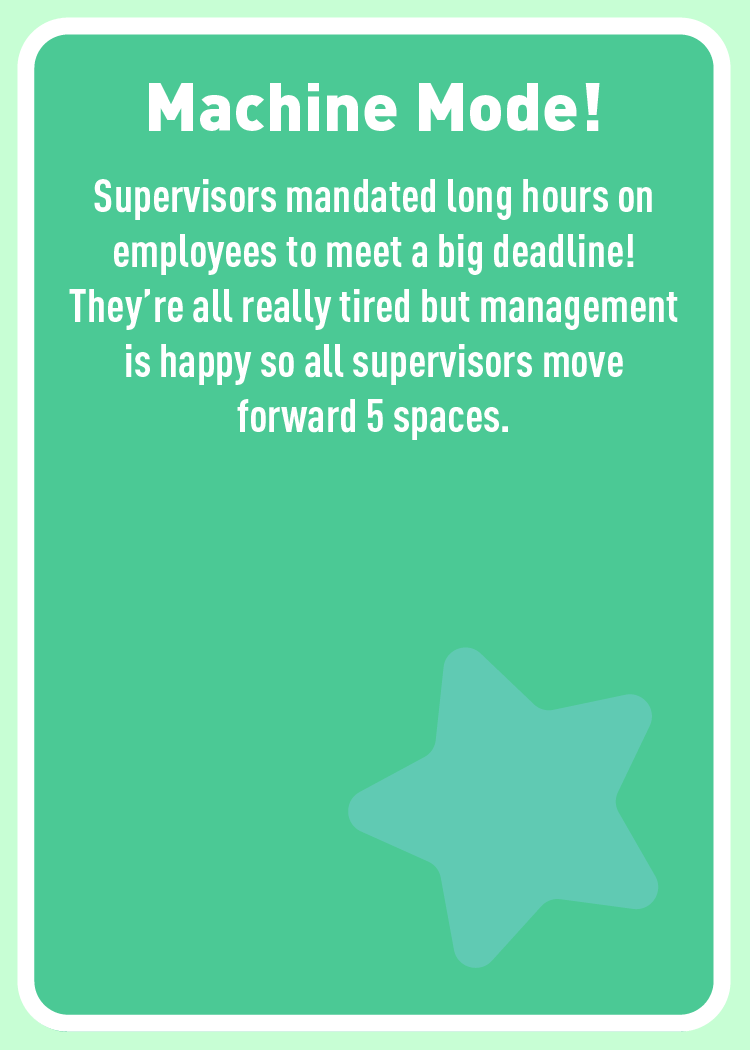 Machine Mode!
Supervisors mandated long hours on
employees to meet a big deadline!
They’re all really tired but management
is happy so all supervisors move
forward 5 spaces.